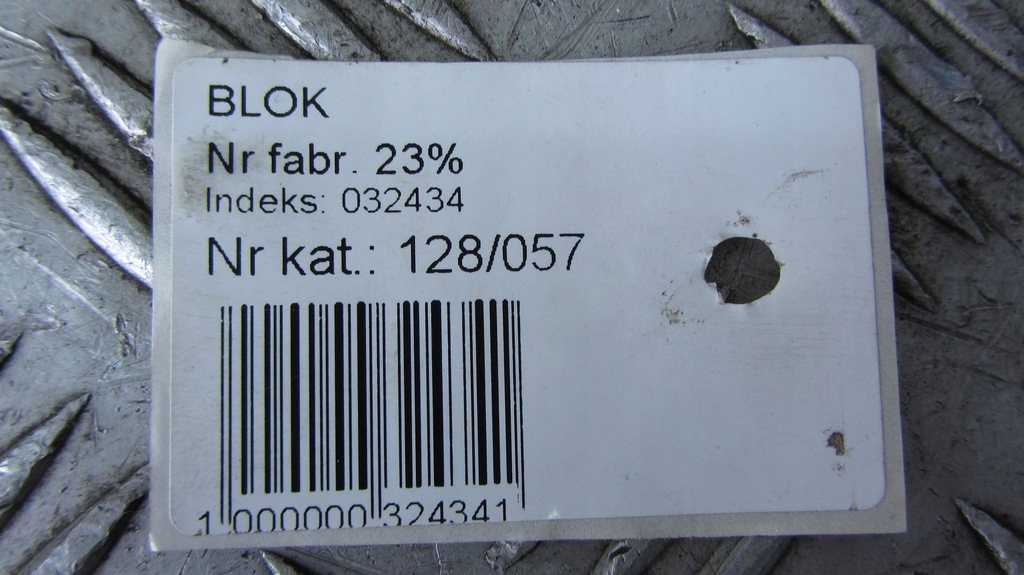 BLOK
Nr fabr. 23%
Indeks: 032434
Nr kat.: 128/057
1 000000 324341